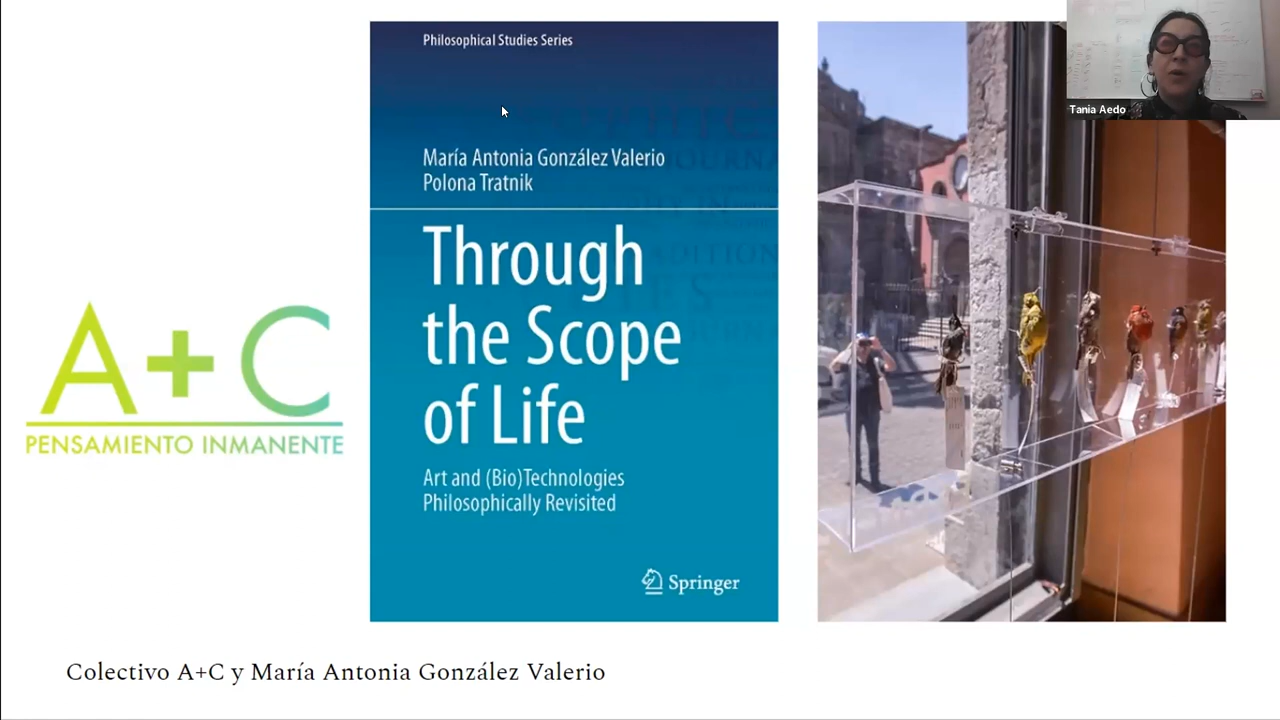 Philosophical Studies Series
María Antonia González Valerio
Polona Tratnik
Through
the Scope
of Life
Art and (Bio)Technologies
Philosophically Revisited
Springer
A+C
PENSAMIENTO INMANENTE
Tania Aedo
Colectivo A+C y María Antonia González Valerio